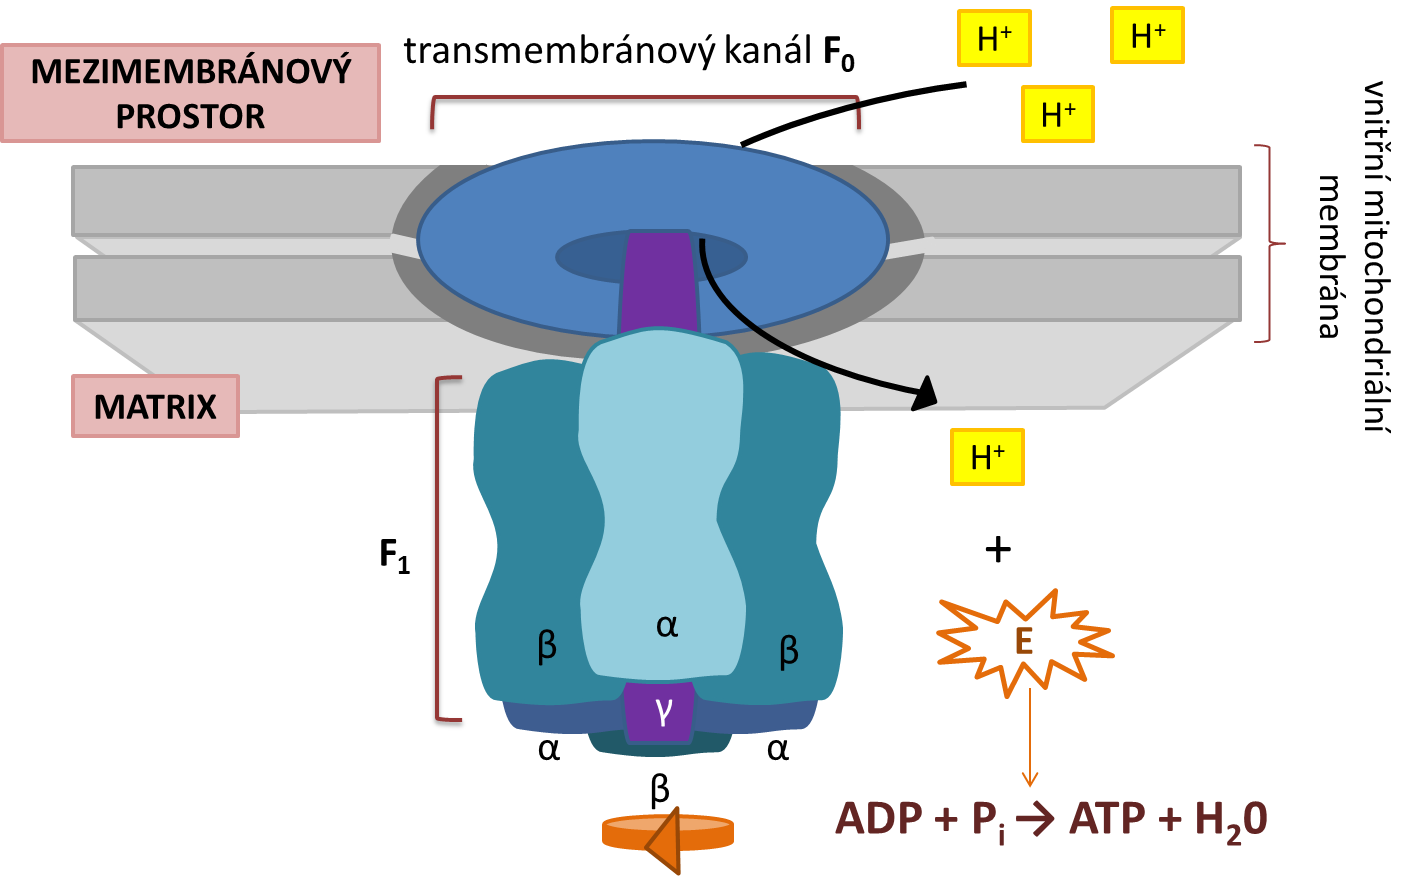 transmembránový kanál F₀
H⁺
H⁺
H⁺
MEZIMEMBRÁNOVÝ
PROSTOR
vnitřní mitochondriální
membrána
MATRIX
H⁺
F₁
+
E
α
β
β
γ
α
α
β
ADP + Pᵢ → ATP + H₂0